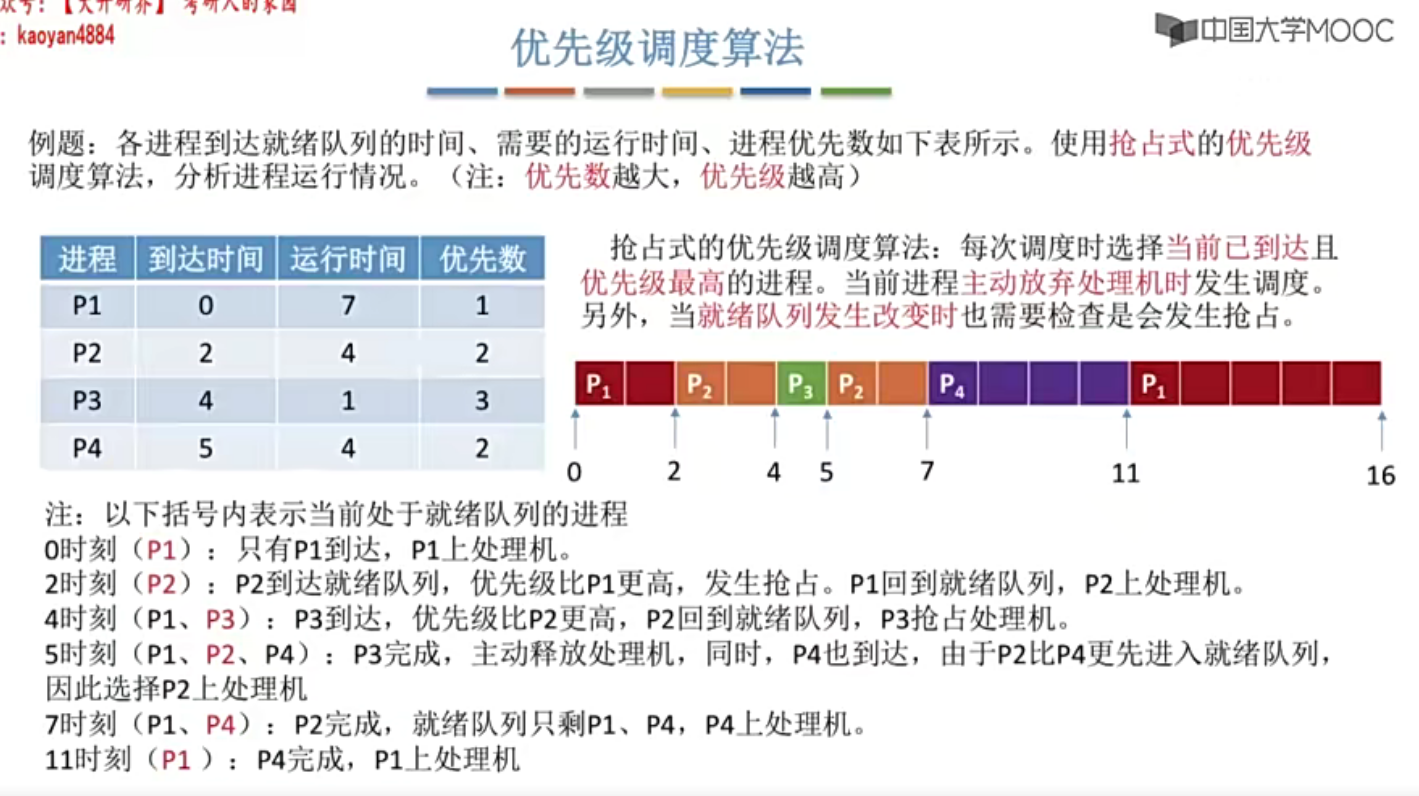 众号：【大开研界】 考研人的家园
：kaoyan4884
中国大学MOOC
优先级调度算法
例题：各进程到达就绪队列的时间、需要的运行时间、进程优先数如下表所示。使用抢占式的优先级
调度算法，分析进程运行情况。（注：优先数越大，优先级越高）
进程 到达时间 运行时间 优先数
P1 0 7 1
P2 2 4 2
P3 4 1 3
P4 5 4 2
抢占式的优先级调度算法：每次调度时选择当前已到达且
优先级最高的进程。当前进程主动放弃处理机时发生调度。
另外，当就绪队列发生改变时也需要检查是会发生抢占。
P1 P2 P3 P2 P4 P1
0 2 4 5 7 11 16
注：以下括号内表示当前处于就绪队列的进程
0时刻（P1）：只有P1到达，P1上处理机。
2时刻（P2）：P2到达就绪队列，优先级比P1更高，发生抢占。P1回到就绪队列，P2上处理机。
4时刻（P1、P3）：P3到达，优先级比P2更高，P2回到就绪队列，P3抢占处理机。
5时刻（P1、P2、P4）：P3完成，主动释放处理机，同时，P4也到达，由于P2比P4更先进入就绪队列，
因此选择P2上处理机
7时刻（P1、P4）：P2完成，就绪队列只剩P1、P4，P4上处理机。
11时刻（P1 ）：P4完成，P1上处理机